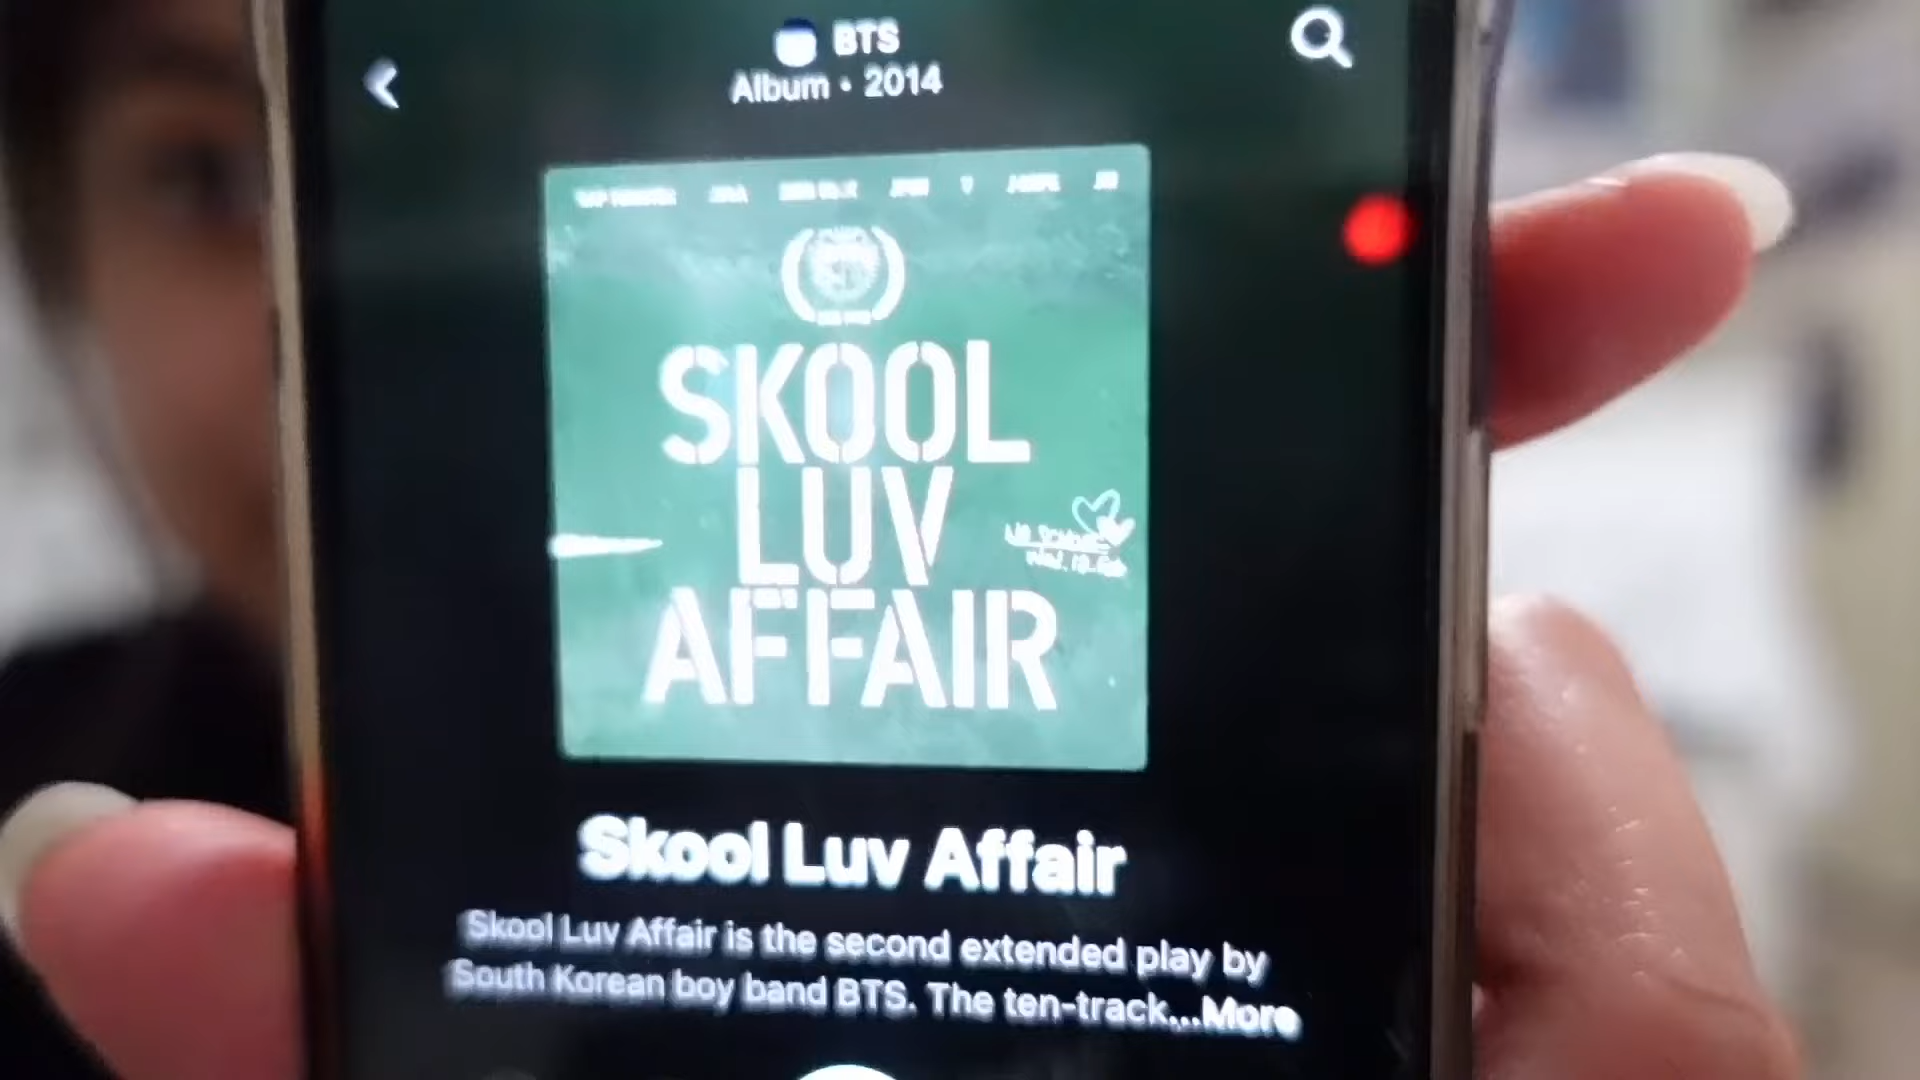 BTS
Album • 2014
V
SKOOL
LUV
AFFAIR
Skool Luv Affair
Skool Luv Affair is the second extended play by
South Korean boy band BTS. The ten-track...More